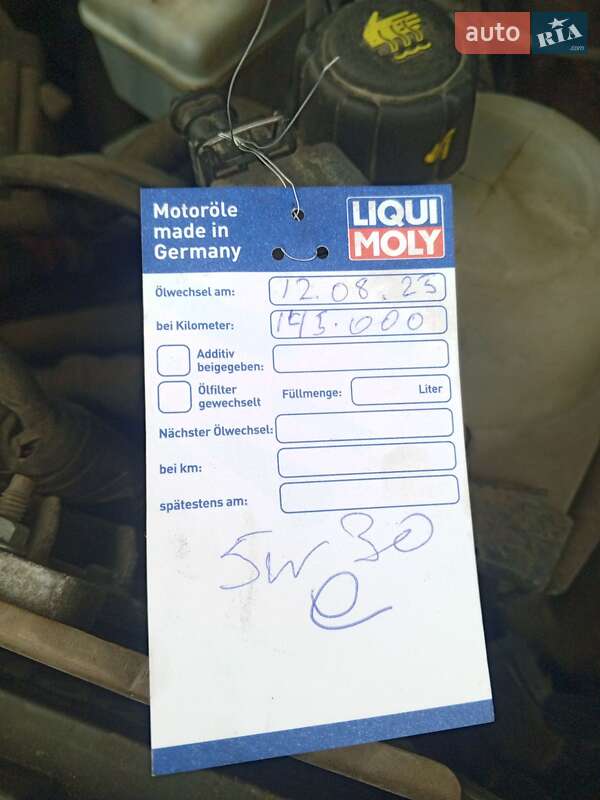 auto RIA.com
Motoröle
made in
Germany
LIQUI
MOLY
Ölwechsel am: 12.08.23
bei Kilometer: 145.000
Additiv
beigegeben:
Ölfilter
gewechselt
Füllmenge: Liter
Nächster Ölwechsel:
bei km:
spätestens am:
5w30
e